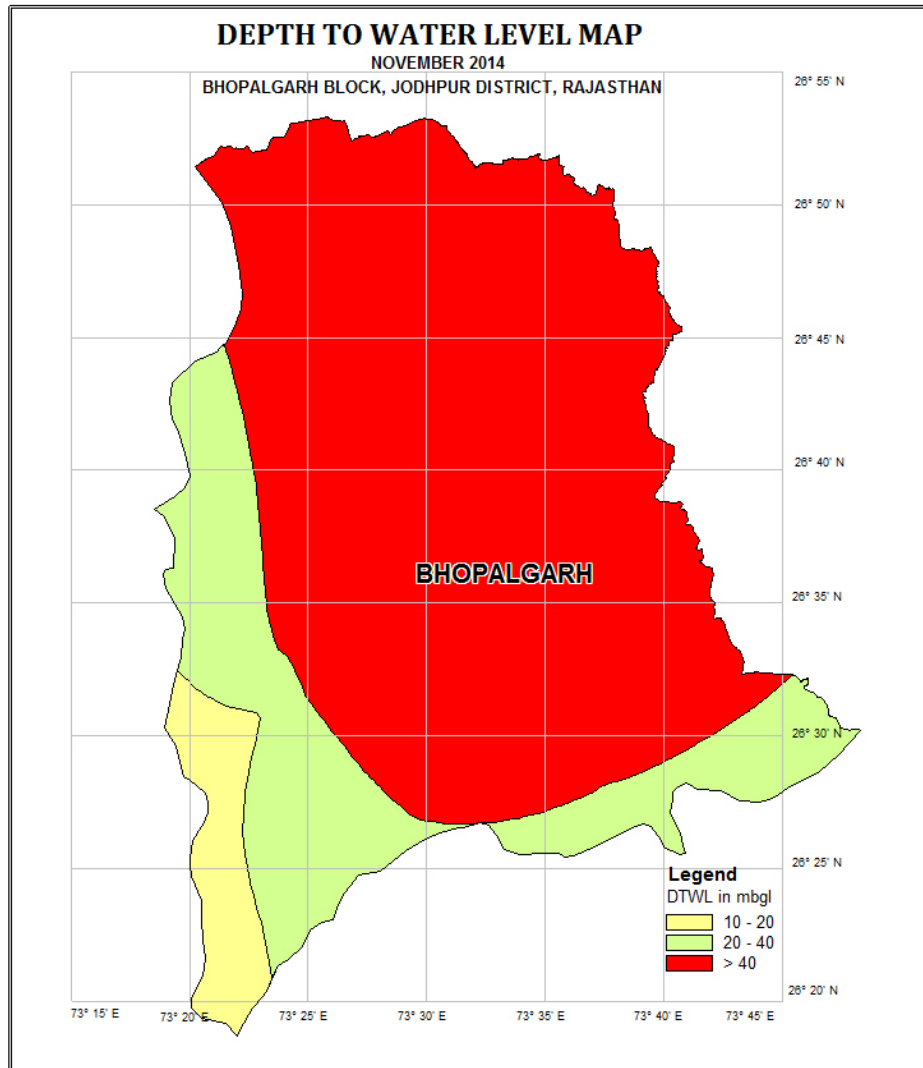 DEPTH TO WATER LEVEL MAP
NOVEMBER 2014
BHOPALGARH BLOCK, JODHPUR DISTRICT, RAJASTHAN
26° 55' N
26° 50' N
26° 45' N
26° 40' N
BHOPALGARH
26° 35' N
26° 30' N
26° 25' N
Legend
DTWL in mbgl
10 - 20
20 - 40
> 40
26° 20' N
73° 15' E 73° 20' E 73° 25' E 73° 30' E 73° 35' E 73° 40' E 73° 45' E